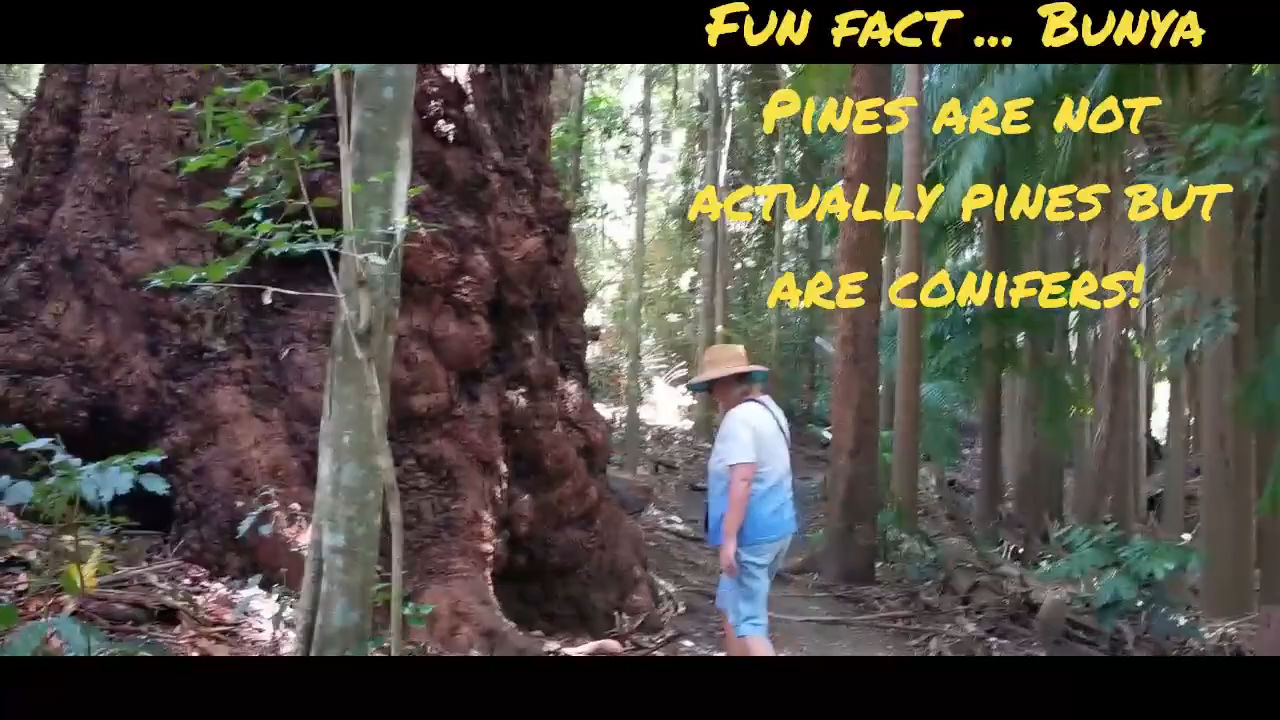 Fun fact ... Bunya
Pines are not
actually pines but
are conifers!